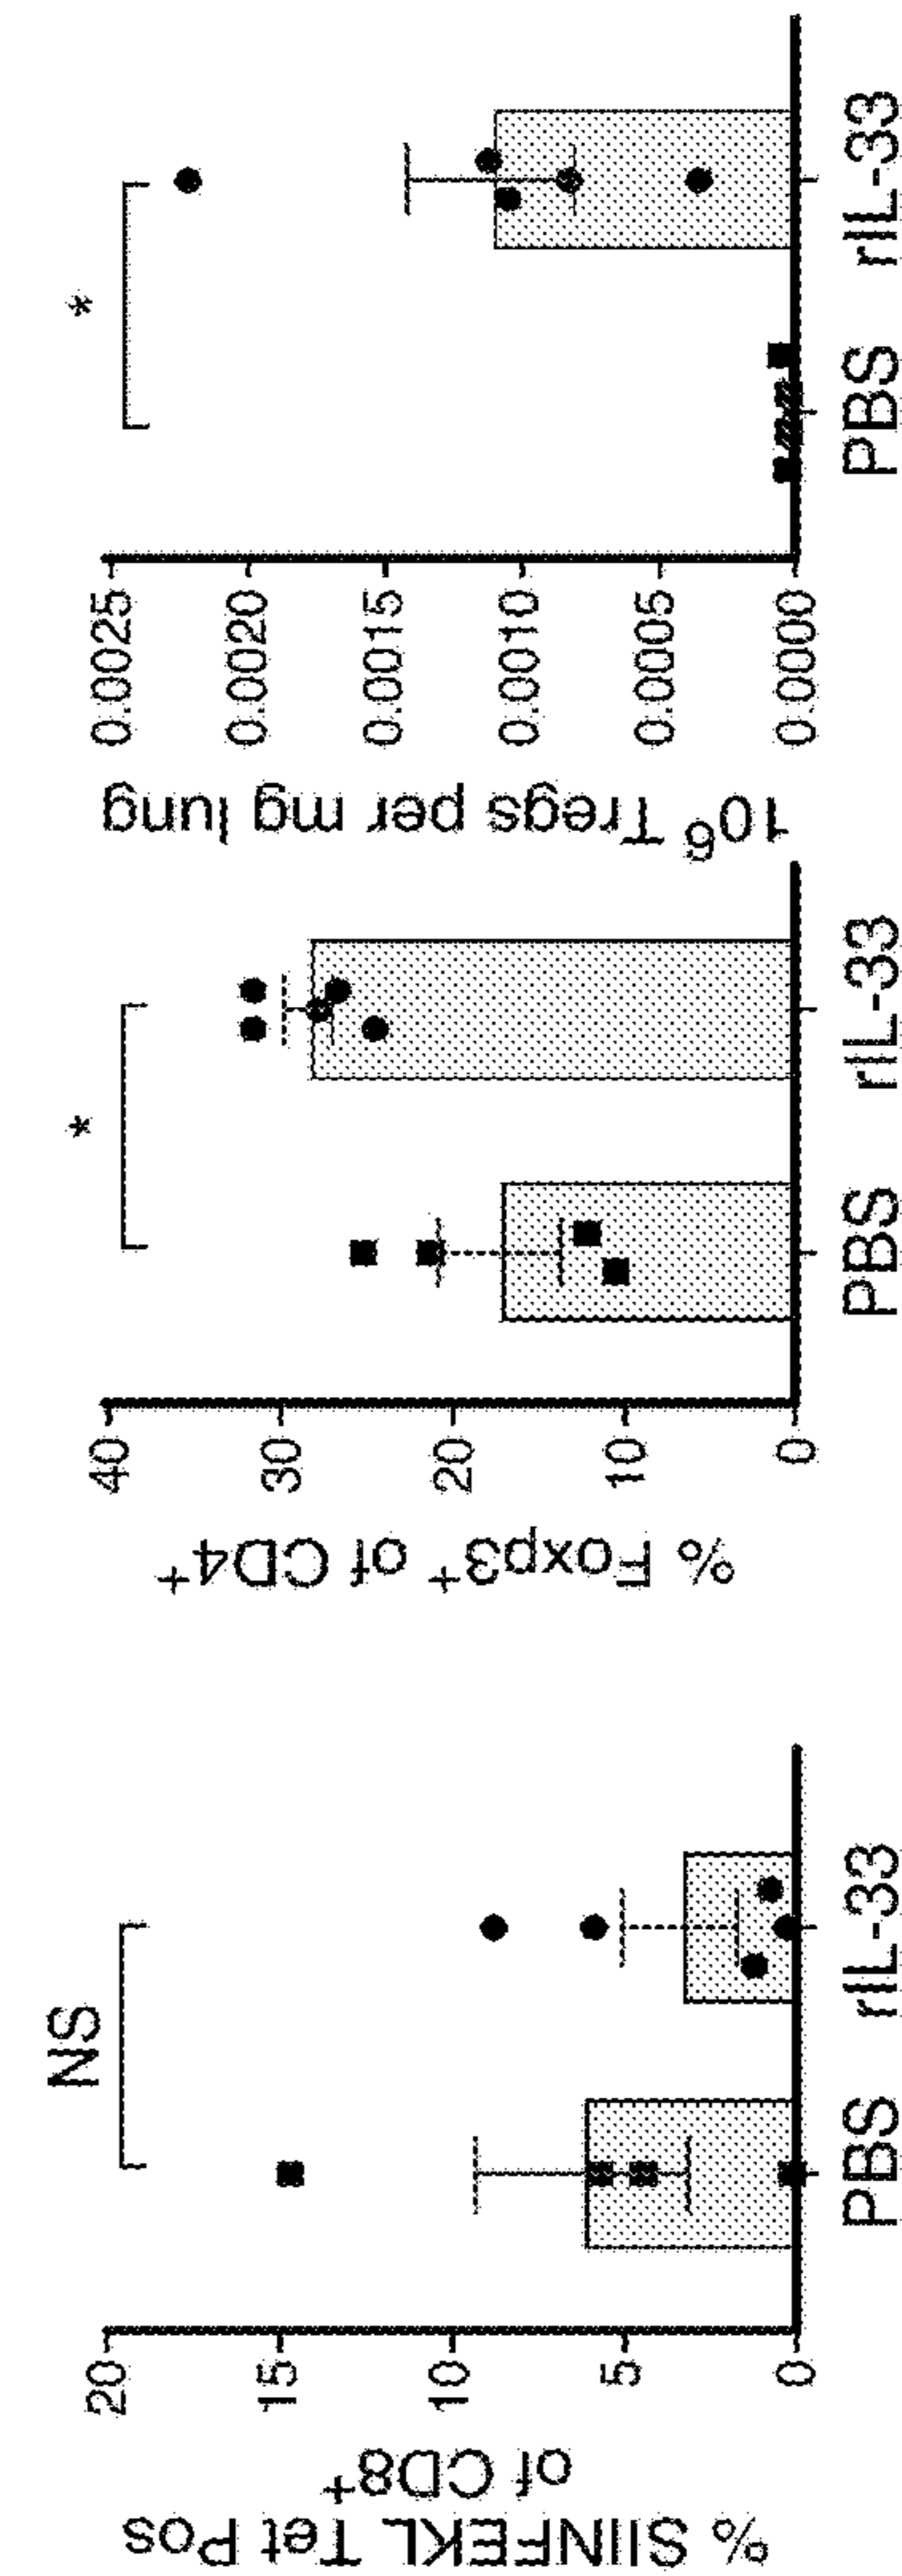 % SIINFEKL Tet Pos
of CD8⁺
20
15
10
5
0
NS
PBS rIL-33
% Foxp3⁺ of CD4⁺
40
30
20
10
0
*
PBS rIL-33
10⁶ Tregs per mg lung
0.0025
0.0020
0.0015
0.0010
0.0005
0.0000
*
PBS rIL-33